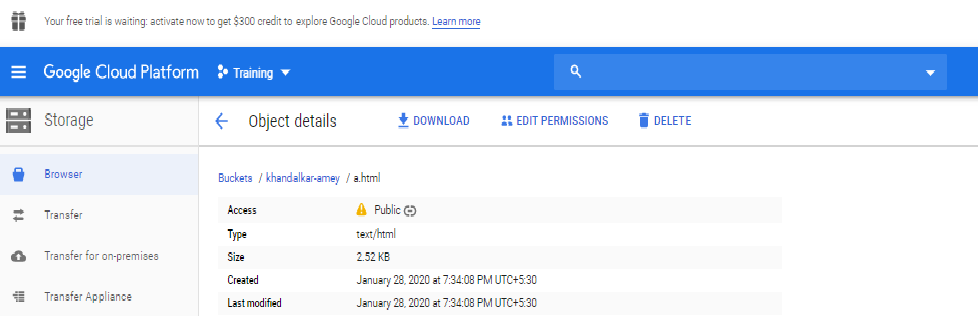 Your free trial is waiting: activate now to get $300 credit to explore Google Cloud products. Learn more
Google Cloud Platform Training
Storage
Object details DOWNLOAD EDIT PERMISSIONS DELETE
Browser
Transfer
Transfer for on-premises
Transfer Appliance
Buckets / khandalkar-amey / a.html
Access Public
Type text/html
Size 2.52 KB
Created January 28, 2020 at 7:34:08 PM UTC+5:30
Last modified January 28, 2020 at 7:34:08 PM UTC+5:30